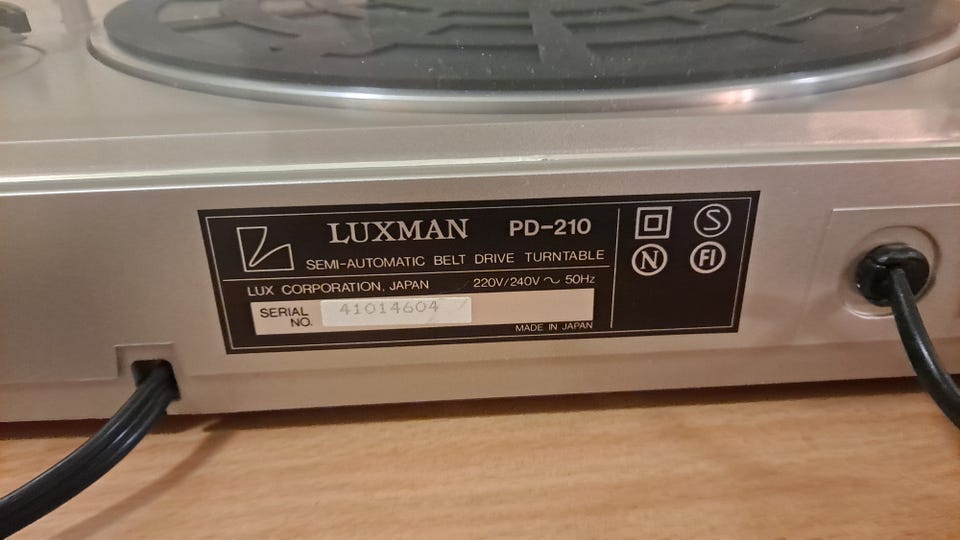 LUXMAN PD-210
SEMI-AUTOMATIC BELT DRIVE TURNTABLE
LUX CORPORATION, JAPAN 220V/240V ~ 50Hz
SERIAL NO. 41014604
MADE IN JAPAN
S
N
FI